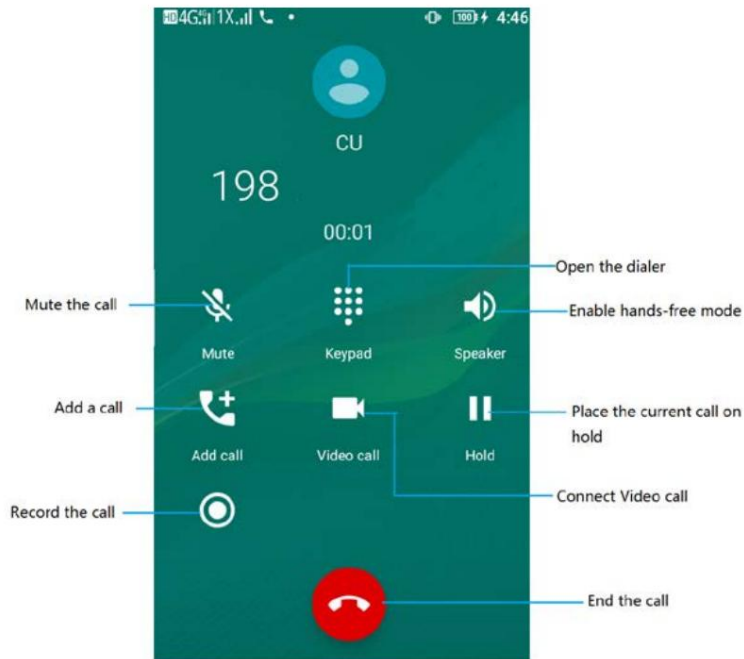 HD 4G 4G 1X 100 4:46
CU
198
00:01
Open the dialer
Mute the call
Enable hands-free mode
Mute
Keypad
Speaker
Add a call
Place the current call on
hold
Add call
Video call
Hold
Connect Video call
Record the call
End the call